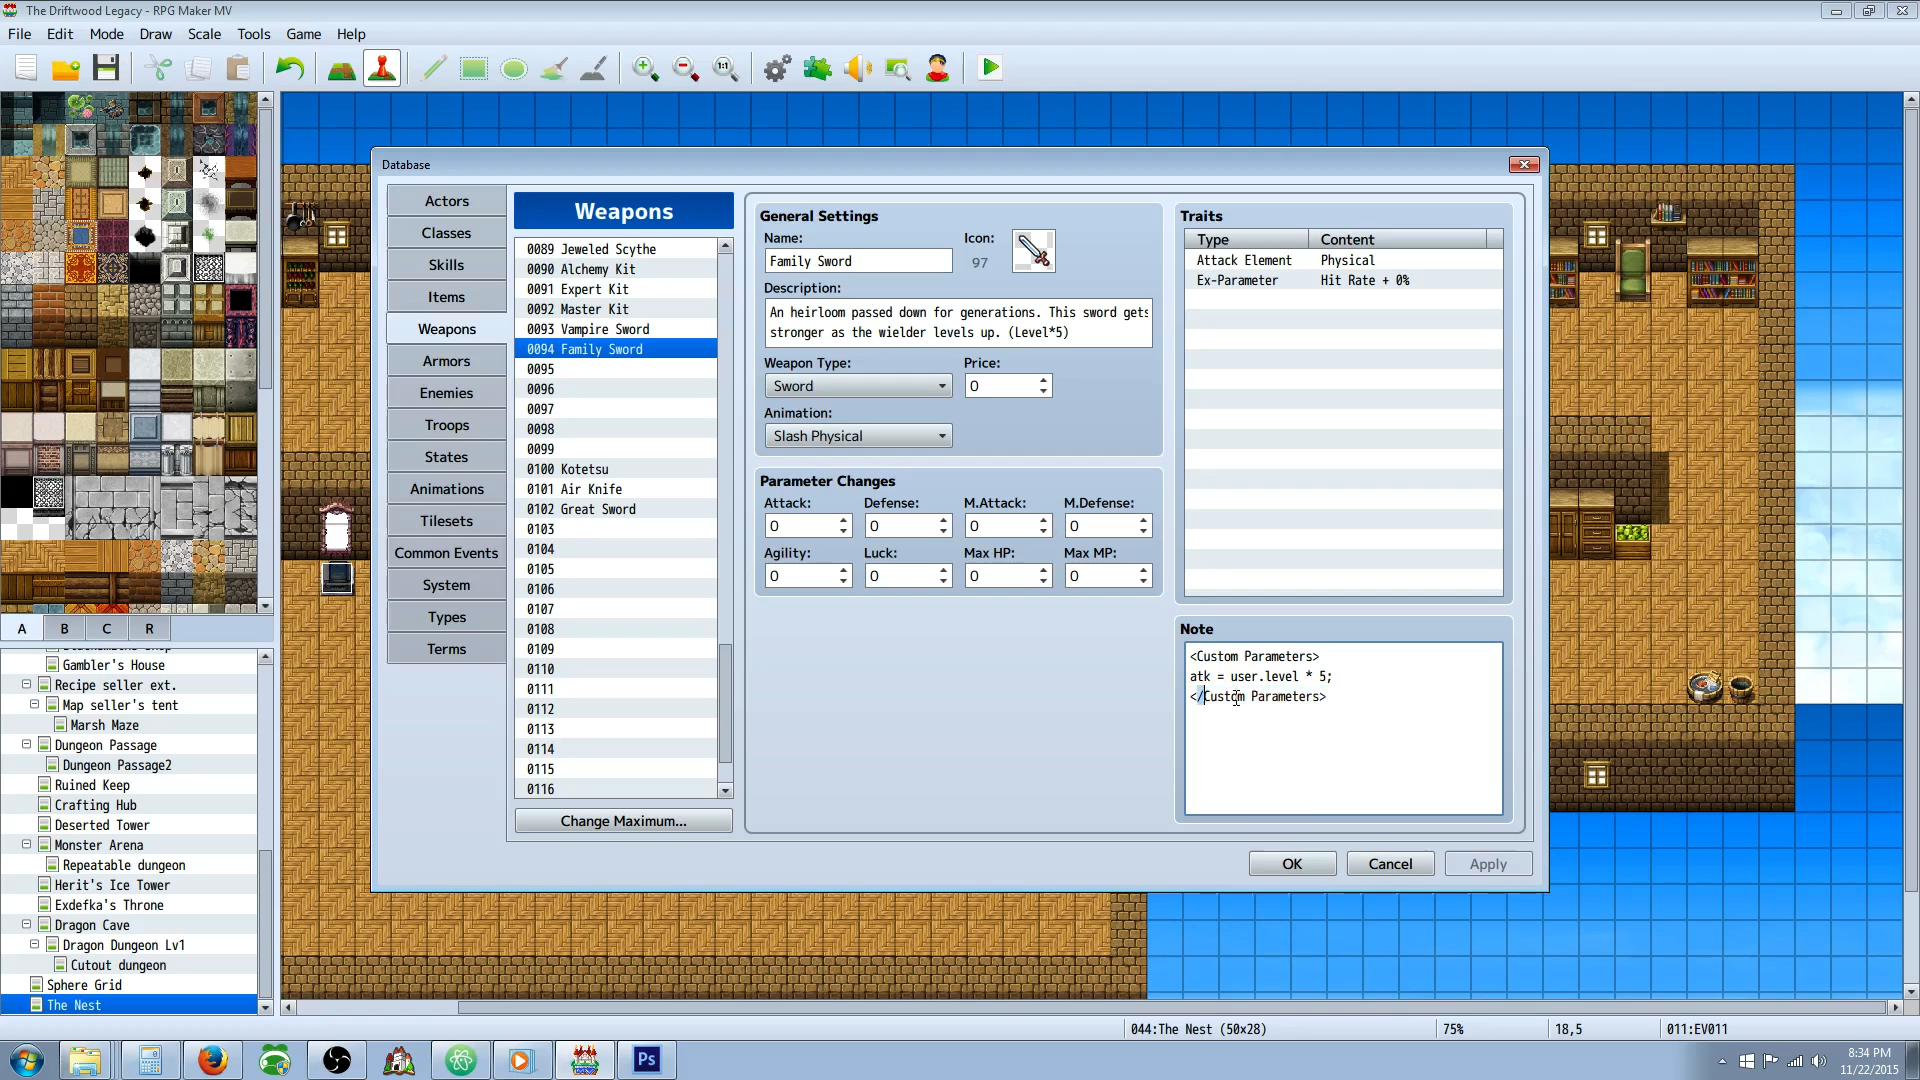 The Driftwood Legacy - RPG Maker MV
File Edit Mode Draw Scale Tools Game Help
1:1
Database
Actors
Classes
Skills
Items
Weapons
Armors
Enemies
Troops
States
Animations
Tilesets
Common Events
System
Types
Terms
Weapons
0089 Jeweled Scythe
0090 Alchemy Kit
0091 Expert Kit
0092 Master Kit
0093 Vampire Sword
0094 Family Sword
0095
0096
0097
0098
0099
0100 Kotetsu
0101 Air Knife
0102 Great Sword
0103
0104
0105
0106
0107
0108
0109
0110
0111
0112
0113
0114
0115
0116
Change Maximum...
General Settings
Name: Icon:
Family Sword 97
Description:
An heirloom passed down for generations. This sword gets
stronger as the wielder levels up. (Level*5)
Weapon Type: Price:
Sword 0
Animation:
Slash Physical
Parameter Changes
Attack: Defense: M.Attack: M.Defense:
0 0 0 0
Agility: Luck: Max HP: Max MP:
0 0 0 0
Traits
Type Content
Attack Element Physical
Ex-Parameter Hit Rate + 0%
Note
<Custom Parameters>
atk = user.level * 5;
</Custom Parameters>
OK Cancel Apply
A B C R
Gambler's House
Recipe seller ext.
Map seller's tent
Marsh Maze
Dungeon Passage
Dungeon Passage2
Ruined Keep
Crafting Hub
Deserted Tower
Monster Arena
Repeatable dungeon
Herit's Ice Tower
Exdefka's Throne
Dragon Cave
Dragon Dungeon Lv1
Cutout dungeon
Sphere Grid
The Nest
044:The Nest (50x28) 75% 18,5 011:EV011
Ps
8:34 PM
11/22/2015